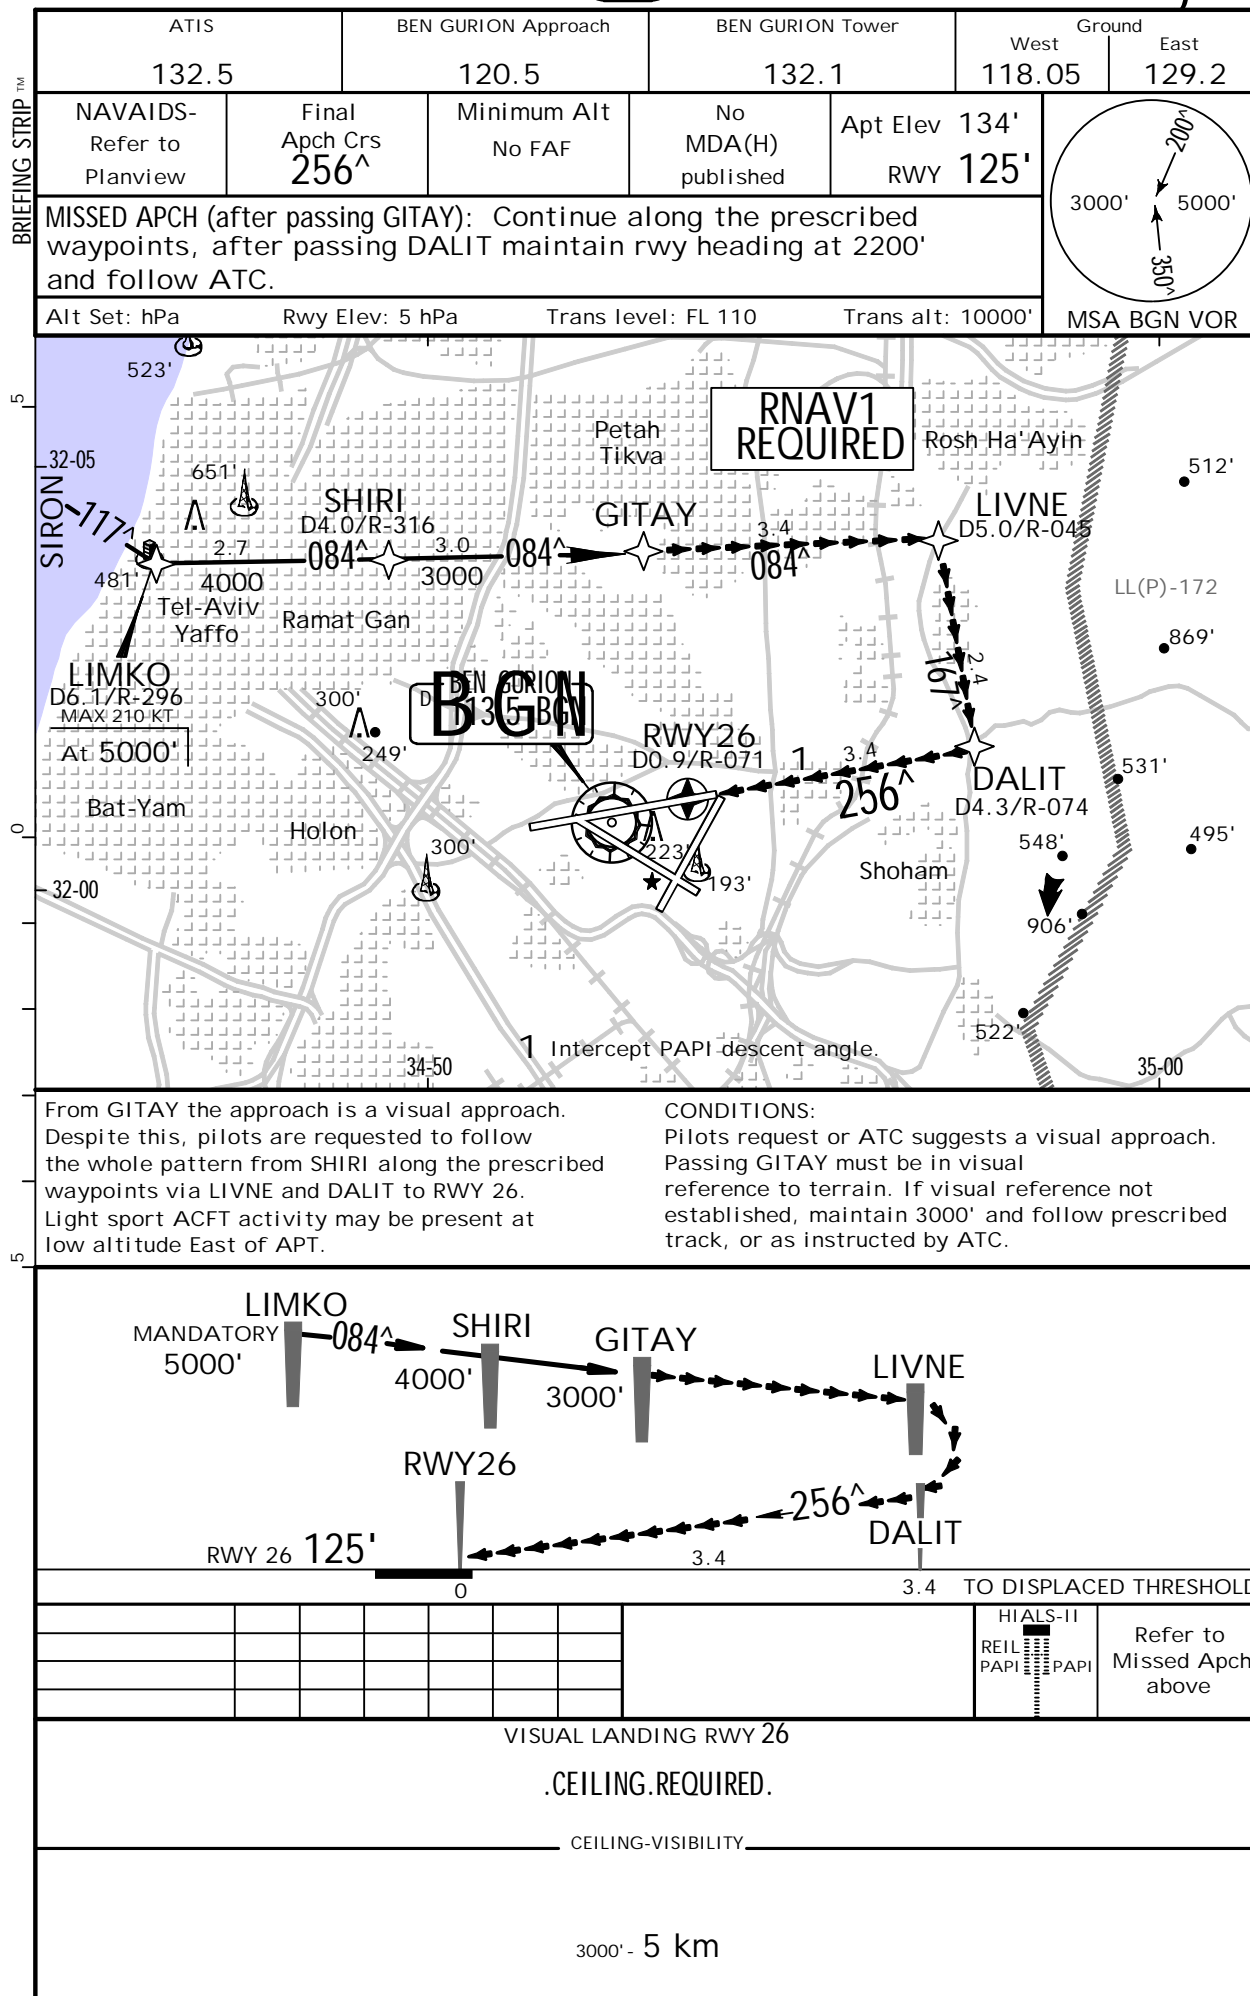 ATIS
132.5
BEN GURION Approach
120.5
BEN GURION Tower
132.1
Ground
West
118.05
East
129.2
BRIEFING STRIP TM
NAVAIDS-
Refer to
Planview
Final
Apch Crs
256^
Minimum Alt
No FAF
No
MDA(H)
published
Apt Elev 134'
RWY 125'
200^
3000' 5000'
350^
MSA BGN VOR
MISSED APCH (after passing GITAY): Continue along the prescribed
waypoints, after passing DALIT maintain rwy heading at 2200'
and follow ATC.
Alt Set: hPa Rwy Elev: 5 hPa Trans level: FL 110 Trans alt: 10000'
523'
5
32-05
SIRON
117^
651'
481'
SHIRI
D4.0/R-316
2.7
084^
4000
3.0
084^
3000
Tel-Aviv
Yaffo
Ramat Gan
Petah
Tikva
RNAV1
REQUIRED
Rosh Ha'Ayin
GITAY
3.4
084^
LIVNE
D5.0/R-045
512'
LL(P)-172
869'
2.4
167^
LIMKO
D6.1/R-296
MAX 210 KT
At 5000'
300'
249'
BEN GURION
D 113.5 BGN
BGN
RWY26
D0.9/R-071
1
3.4
256^
DALIT
D4.3/R-074
531'
Bat-Yam
Holon
0
300'
223'
193'
Shoham
548'
495'
906'
32-00
522'
1 Intercept PAPI descent angle.
34-50
35-00
From GITAY the approach is a visual approach.
Despite this, pilots are requested to follow
the whole pattern from SHIRI along the prescribed
waypoints via LIVNE and DALIT to RWY 26.
Light sport ACFT activity may be present at
low altitude East of APT.
5
CONDITIONS:
Pilots request or ATC suggests a visual approach.
Passing GITAY must be in visual
reference to terrain. If visual reference not
established, maintain 3000' and follow prescribed
track, or as instructed by ATC.
LIMKO
MANDATORY
5000'
084^
SHIRI
4000'
GITAY
3000'
LIVNE
RWY26
256^
DALIT
RWY 26 125'
3.4
0
3.4 TO DISPLACED THRESHOLD
HIALS-II
REIL
PAPI PAPI
Refer to
Missed Apch
above
VISUAL LANDING RWY 26
.CEILING.REQUIRED.
CEILING-VISIBILITY
3000'- 5 km